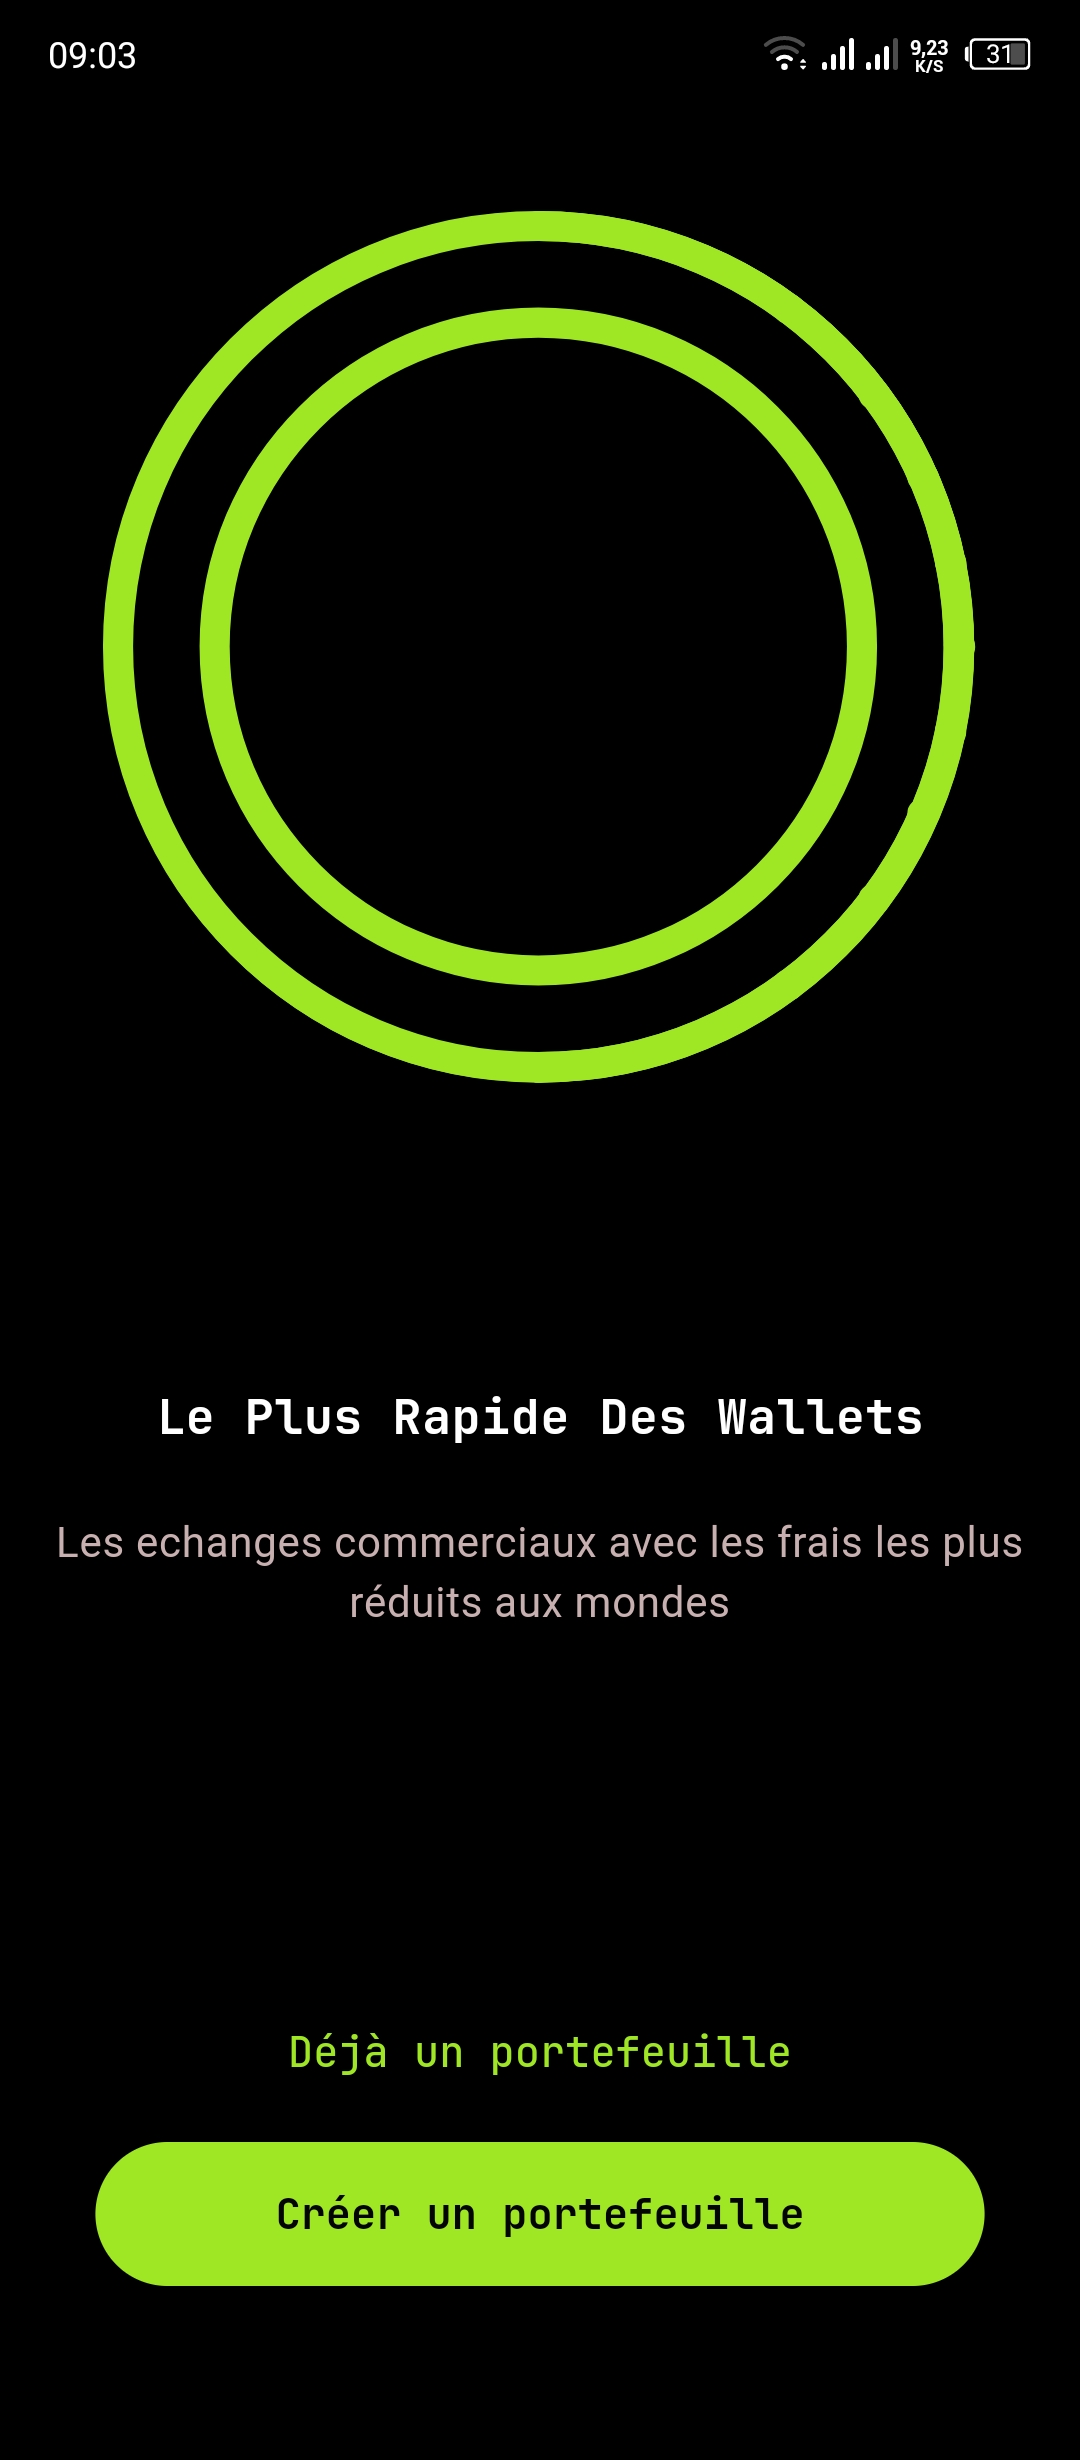 09:03
9,23
K/S
31
Le Plus Rapide Des Wallets
Les echanges commerciaux avec les frais les plus
réduits aux mondes
Déjà un portefeuille
Créer un portefeuille